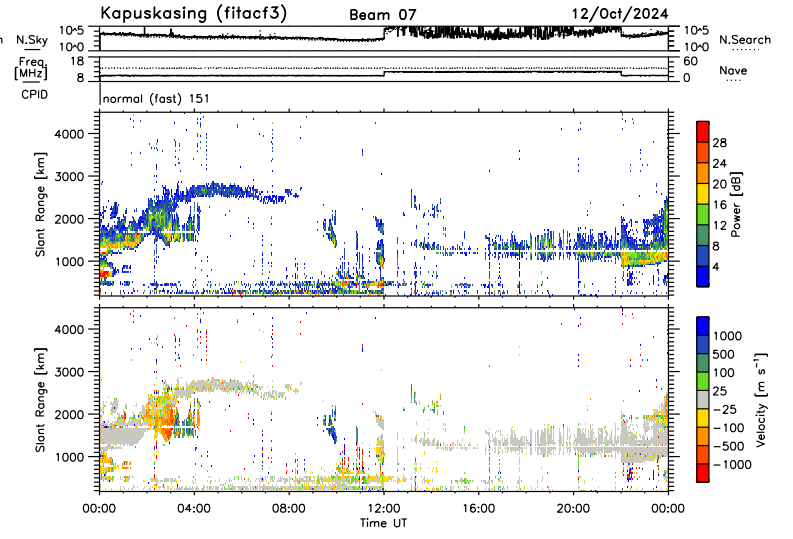 Kapuskasing (fitacf3) Beam 07 12/Oct/2024
N.Sky 10^5 10^0 10^5 10^0 N.Search
Freq. [MHz] 18 8 60 0 Nave
CPID normal (fast) 151
Slant Range [km] 4000 3000 2000 1000
28 24 20 16 12 8 4 Power [dB]
Slant Range [km] 4000 3000 2000 1000
1000 500 100 25 −25 −100 −500 −1000 Velocity [m s⁻¹]
00:00 04:00 08:00 12:00 16:00 20:00 00:00
Time UT